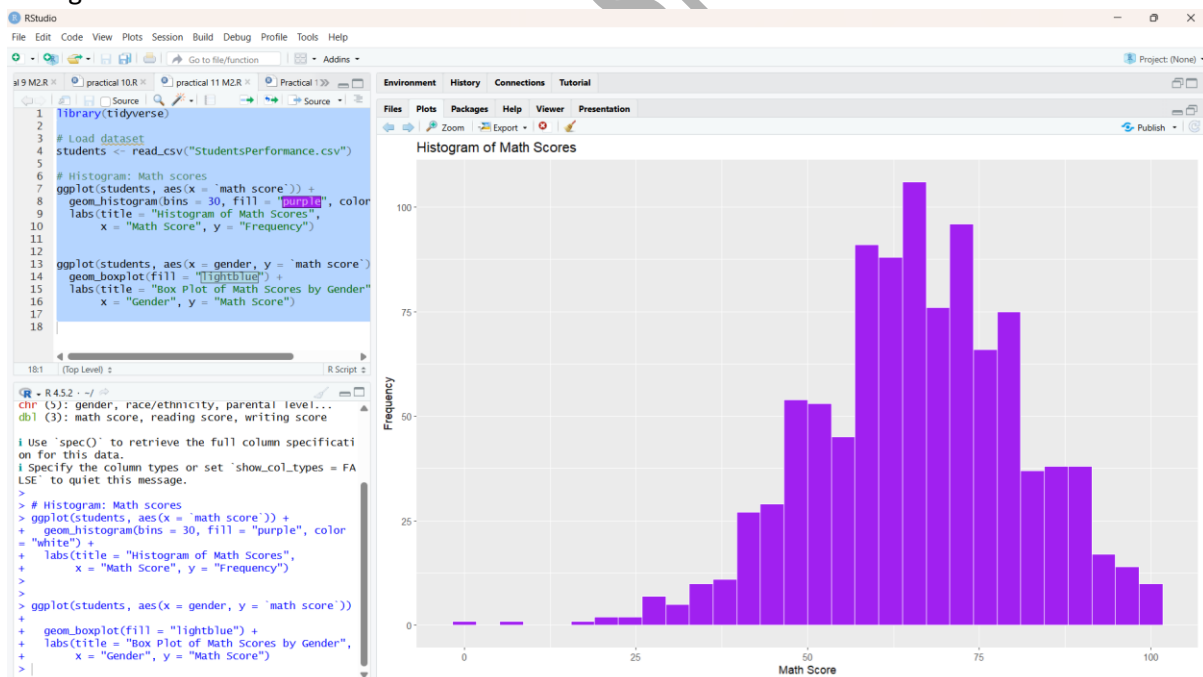 RStudio
File Edit Code View Plots Session Build Debug Profile Tools Help
Go to file/function
Addins
Project: (None)
al 9 M2.R
practical 10.R
practical 11 M2.R
Practical 1
Source
Source
1 library(tidyverse)
2
3 # Load dataset
4 students <- read_csv("StudentsPerformance.csv")
5
6 # Histogram: Math scores
7 ggplot(students, aes(x = `math score`)) +
8 geom_histogram(bins = 30, fill = "purple", color
9 labs(title = "Histogram of Math Scores",
10 x = "Math Score", y = "Frequency")
11
12
13 ggplot(students, aes(x = gender, y = `math score`)
14 geom_boxplot(fill = "lightblue") +
15 labs(title = "Box Plot of Math Scores by Gender"
16 x = "Gender", y = "Math Score")
17
18
18:1 (Top Level) R Script
R 4.5.2 · ~/
chr (5): gender, race/ethnicity, parental level...
dbl (3): math score, reading score, writing score
i Use `spec()` to retrieve the full column specificati
on for this data.
i Specify the column types or set `show_col_types = FA
LSE` to quiet this message.
>
> # Histogram: Math scores
> ggplot(students, aes(x = `math score`)) +
+ geom_histogram(bins = 30, fill = "purple", color
= "white") +
+ labs(title = "Histogram of Math Scores",
+ x = "Math Score", y = "Frequency")
>
>
> ggplot(students, aes(x = gender, y = `math score`))
+
+ geom_boxplot(fill = "lightblue") +
+ labs(title = "Box Plot of Math Scores by Gender",
+ x = "Gender", y = "Math Score")
>
Environment History Connections Tutorial
Files Plots Packages Help Viewer Presentation
Zoom Export Publish
Histogram of Math Scores
100
75
50
25
0
Frequency
0 25 50 75 100
Math Score